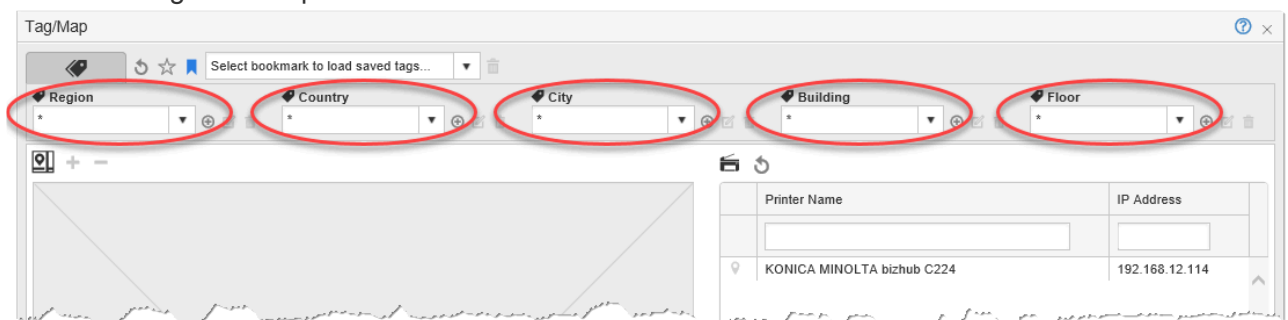 Tag/Map
Select bookmark to load saved tags...
Region Country City Building Floor
* * * * *
Printer Name IP Address
KONICA MINOLTA bizhub C224 192.168.12.114